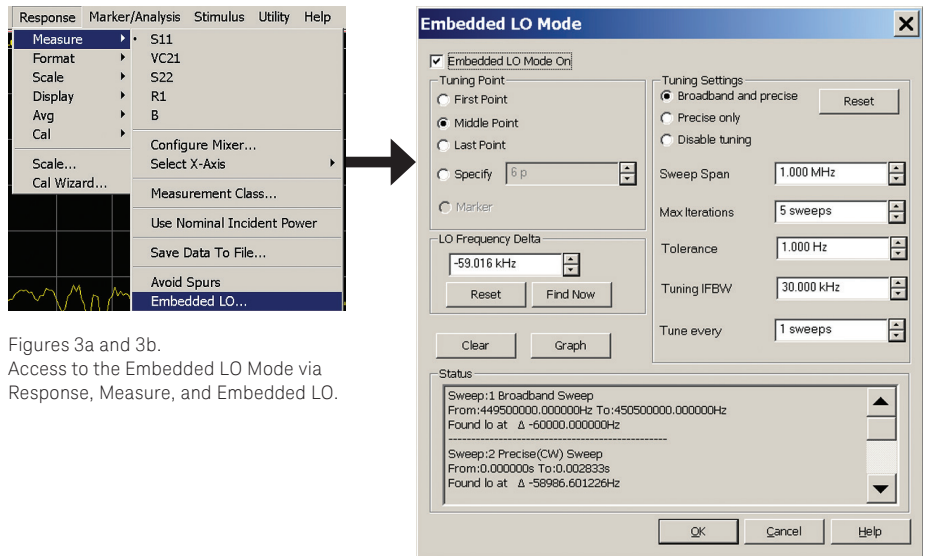 Response Marker/Analysis Stimulus Utility Help
Measure
Format
Scale
Display
Avg
Cal
Scale...
Cal Wizard...
S11
VC21
S22
R1
B
Configure Mixer...
Select X-Axis
Measurement Class...
Use Nominal Incident Power
Save Data To File...
Avoid Spurs
Embedded LO...
Figures 3a and 3b.
Access to the Embedded LO Mode via
Response, Measure, and Embedded LO.
Embedded LO Mode
Embedded LO Mode On
Tuning Point
First Point
Middle Point
Last Point
Specify 6 p
Marker
LO Frequency Delta
-59.016 kHz
Reset Find Now
Clear Graph
Tuning Settings
Broadband and precise
Reset
Precise only
Disable tuning
Sweep Span 1.000 MHz
Max Iterations 5 sweeps
Tolerance 1.000 Hz
Tuning IFBW 30.000 kHz
Tune every 1 sweeps
Status
Sweep:1 Broadband Sweep
From:449500000.000000Hz To:450500000.000000Hz
Found lo at Δ -60000.000000Hz
------------------------------------------------
Sweep:2 Precise(CW) Sweep
From:0.000000s To:0.002833s
Found lo at Δ -58986.601226Hz
OK Cancel Help